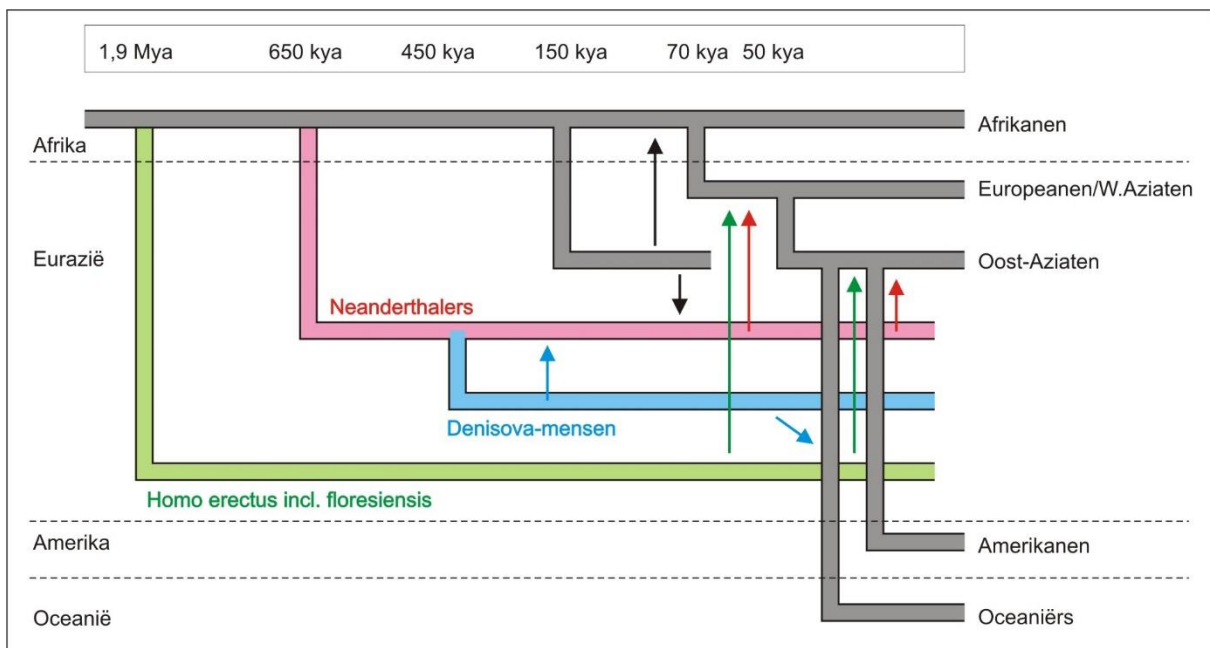 1,9 Mya 650 kya 450 kya 150 kya 70 kya 50 kya
Afrikanen
Afrika
Europeanen/W.Aziaten
Eurazië
Oost-Aziaten
Neanderthalers
Denisova-mensen
Homo erectus incl. floresiensis
Amerika
Amerikanen
Oceanië
Oceaniërs